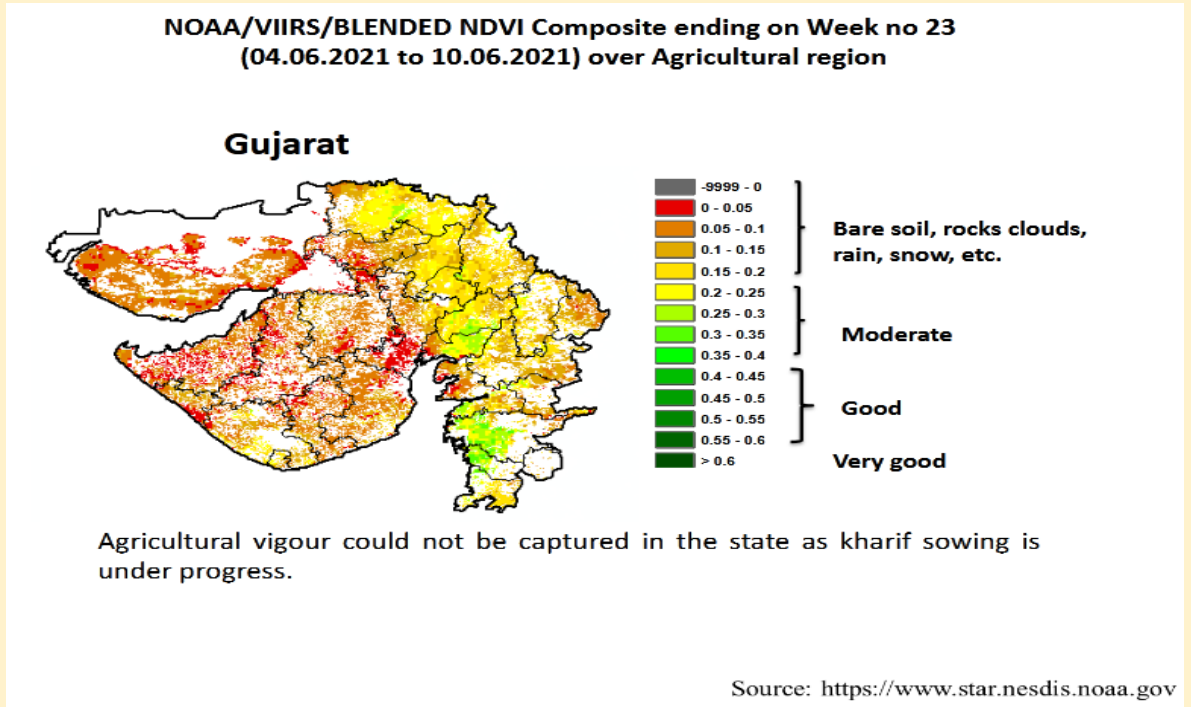 NOAA/VIIRS/BLENDED NDVI Composite ending on Week no 23
(04.06.2021 to 10.06.2021) over Agricultural region
Gujarat
-9999 - 0
0 - 0.05
0.05 - 0.1
0.1 - 0.15
0.15 - 0.2
Bare soil, rocks clouds,
rain, snow, etc.
0.2 - 0.25
0.25 - 0.3
0.3 - 0.35
0.35 - 0.4
Moderate
0.4 - 0.45
0.45 - 0.5
0.5 - 0.55
0.55 - 0.6
Good
> 0.6
Very good
Agricultural vigour could not be captured in the state as kharif sowing is
under progress.
Source: https://www.star.nesdis.noaa.gov